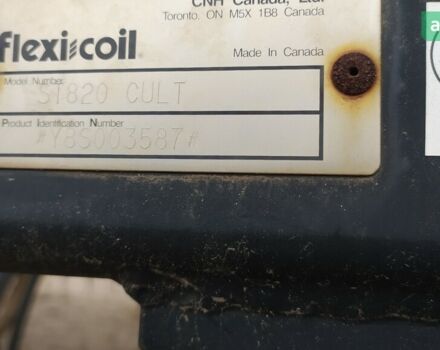 CNH Canada, Ltd.
Toronto, ON M5X 1B8 Canada
flexi-coil
Made In Canada
Model Number
ST820 CULT
Product Identification Number
*Y8S003587*